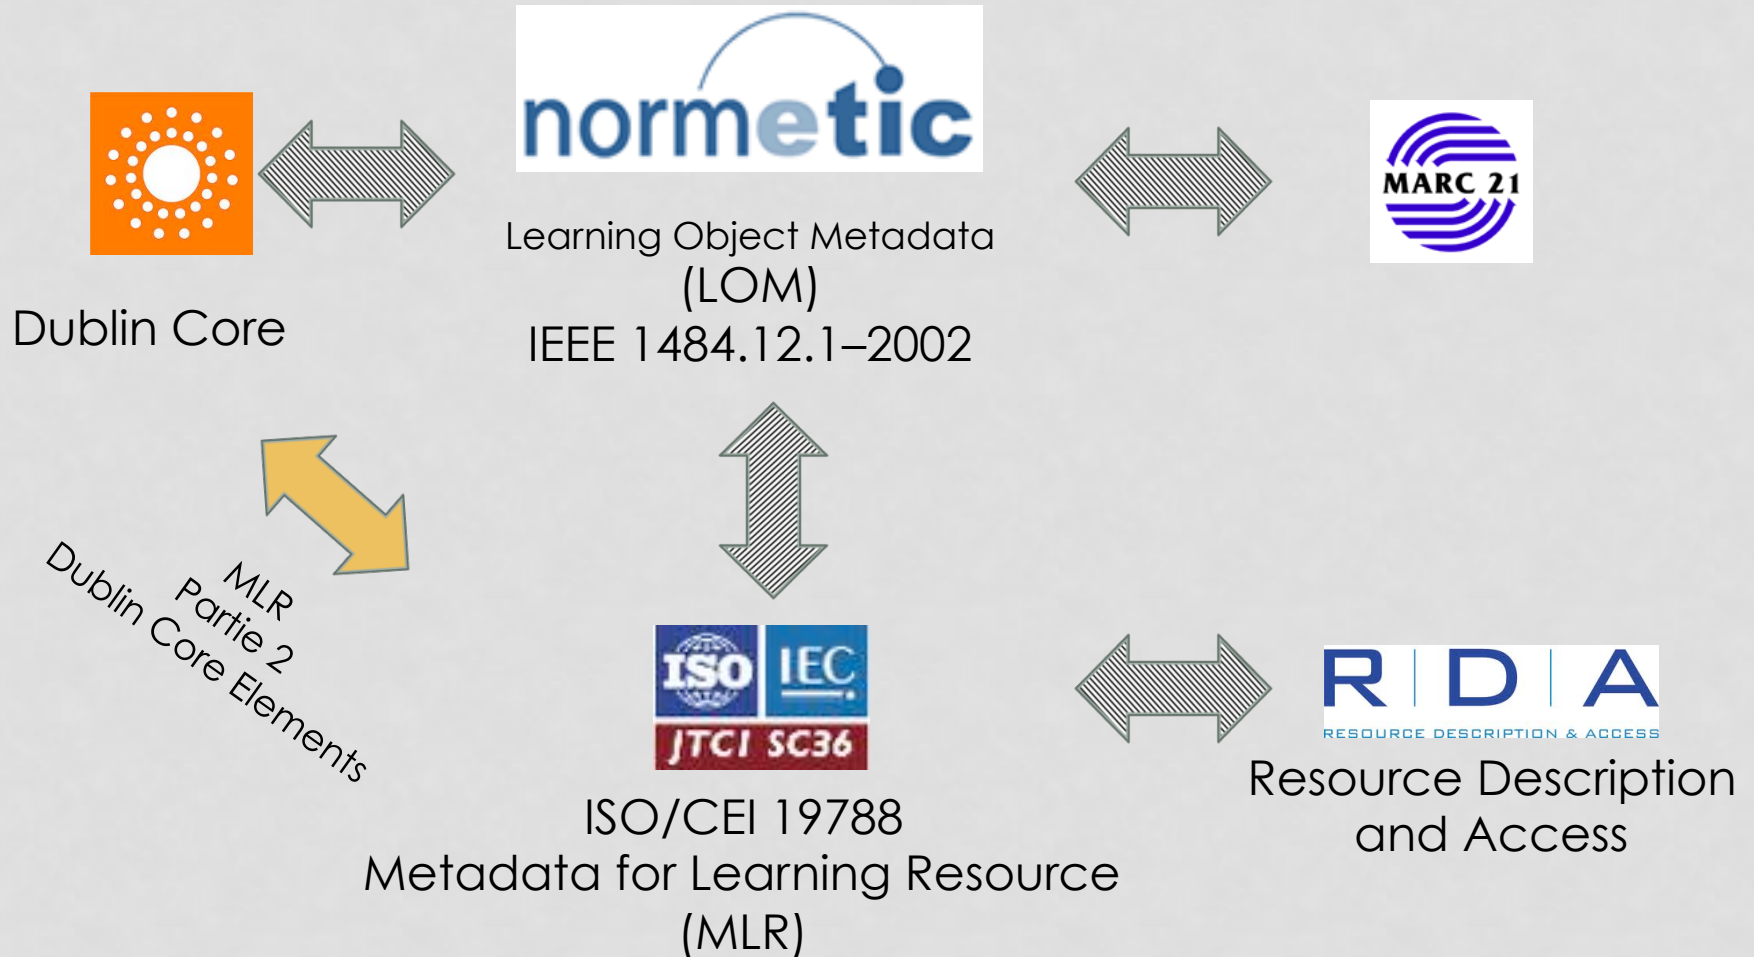 normetic
Learning Object Metadata
(LOM)
IEEE 1484.12.1–2002
Dublin Core
MARC 21
MLR
Partie 2
Dublin Core Elements
ISO IEC
JTC1 SC36
ISO/CEI 19788
Metadata for Learning Resource
(MLR)
R D A
RESOURCE DESCRIPTION & ACCESS
Resource Description
and Access